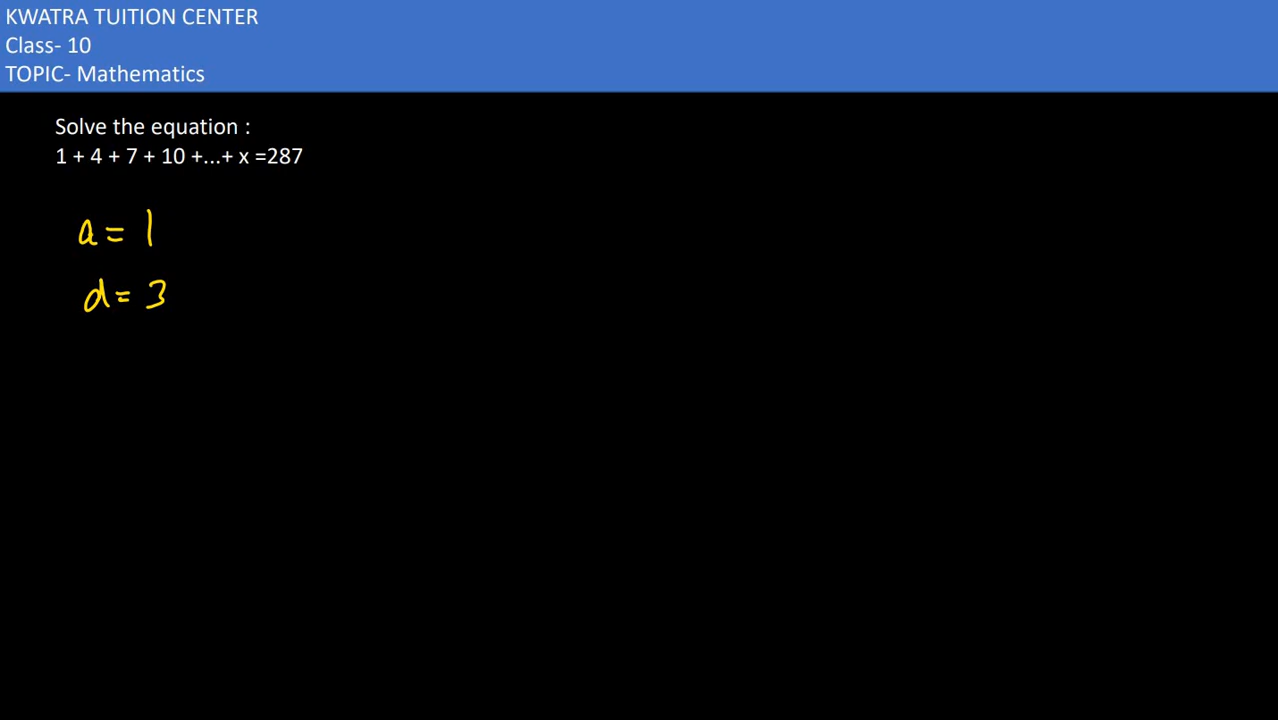 KWATRA TUITION CENTER
Class- 10
TOPIC- Mathematics
Solve the equation :
1 + 4 + 7 + 10 +...+ x =287
a = 1
d = 3